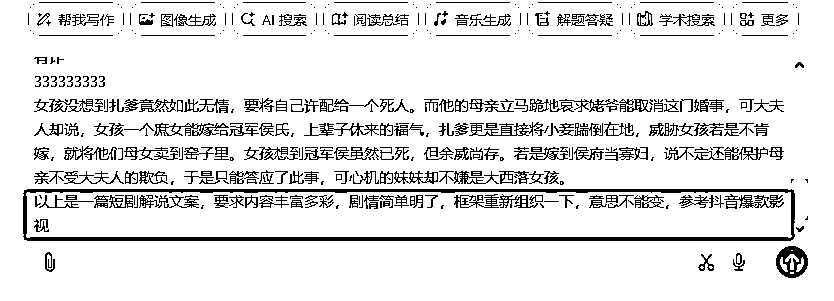 帮我写作 图像生成 AI 搜索 阅读总结 音乐生成 解题答疑 学术搜索 更多
333333333
女孩没想到扎爹竟然如此无情，要将自己许配给一个死人。而他的母亲立马跪地哀求姥爷能取消这门婚事，可大夫
人却说，女孩一个庶女能嫁给冠军侯氏，上辈子休来的福气，扎爹更是直接将小妾踹倒在地，威胁女孩若是不肯
嫁，就将他们母女卖到窑子里。女孩想到冠军侯虽然已死，但余威尚存。若是嫁到侯府当寡妇，说不定还能保护母
亲不受大夫人的欺负，于是只能答应了此事，可心机的妹妹却不嫌是大西落女孩。
以上是一篇短剧解说文案，要求内容丰富多彩，剧情简单明了，框架重新组织一下，意思不能变，参考抖音爆款影
视